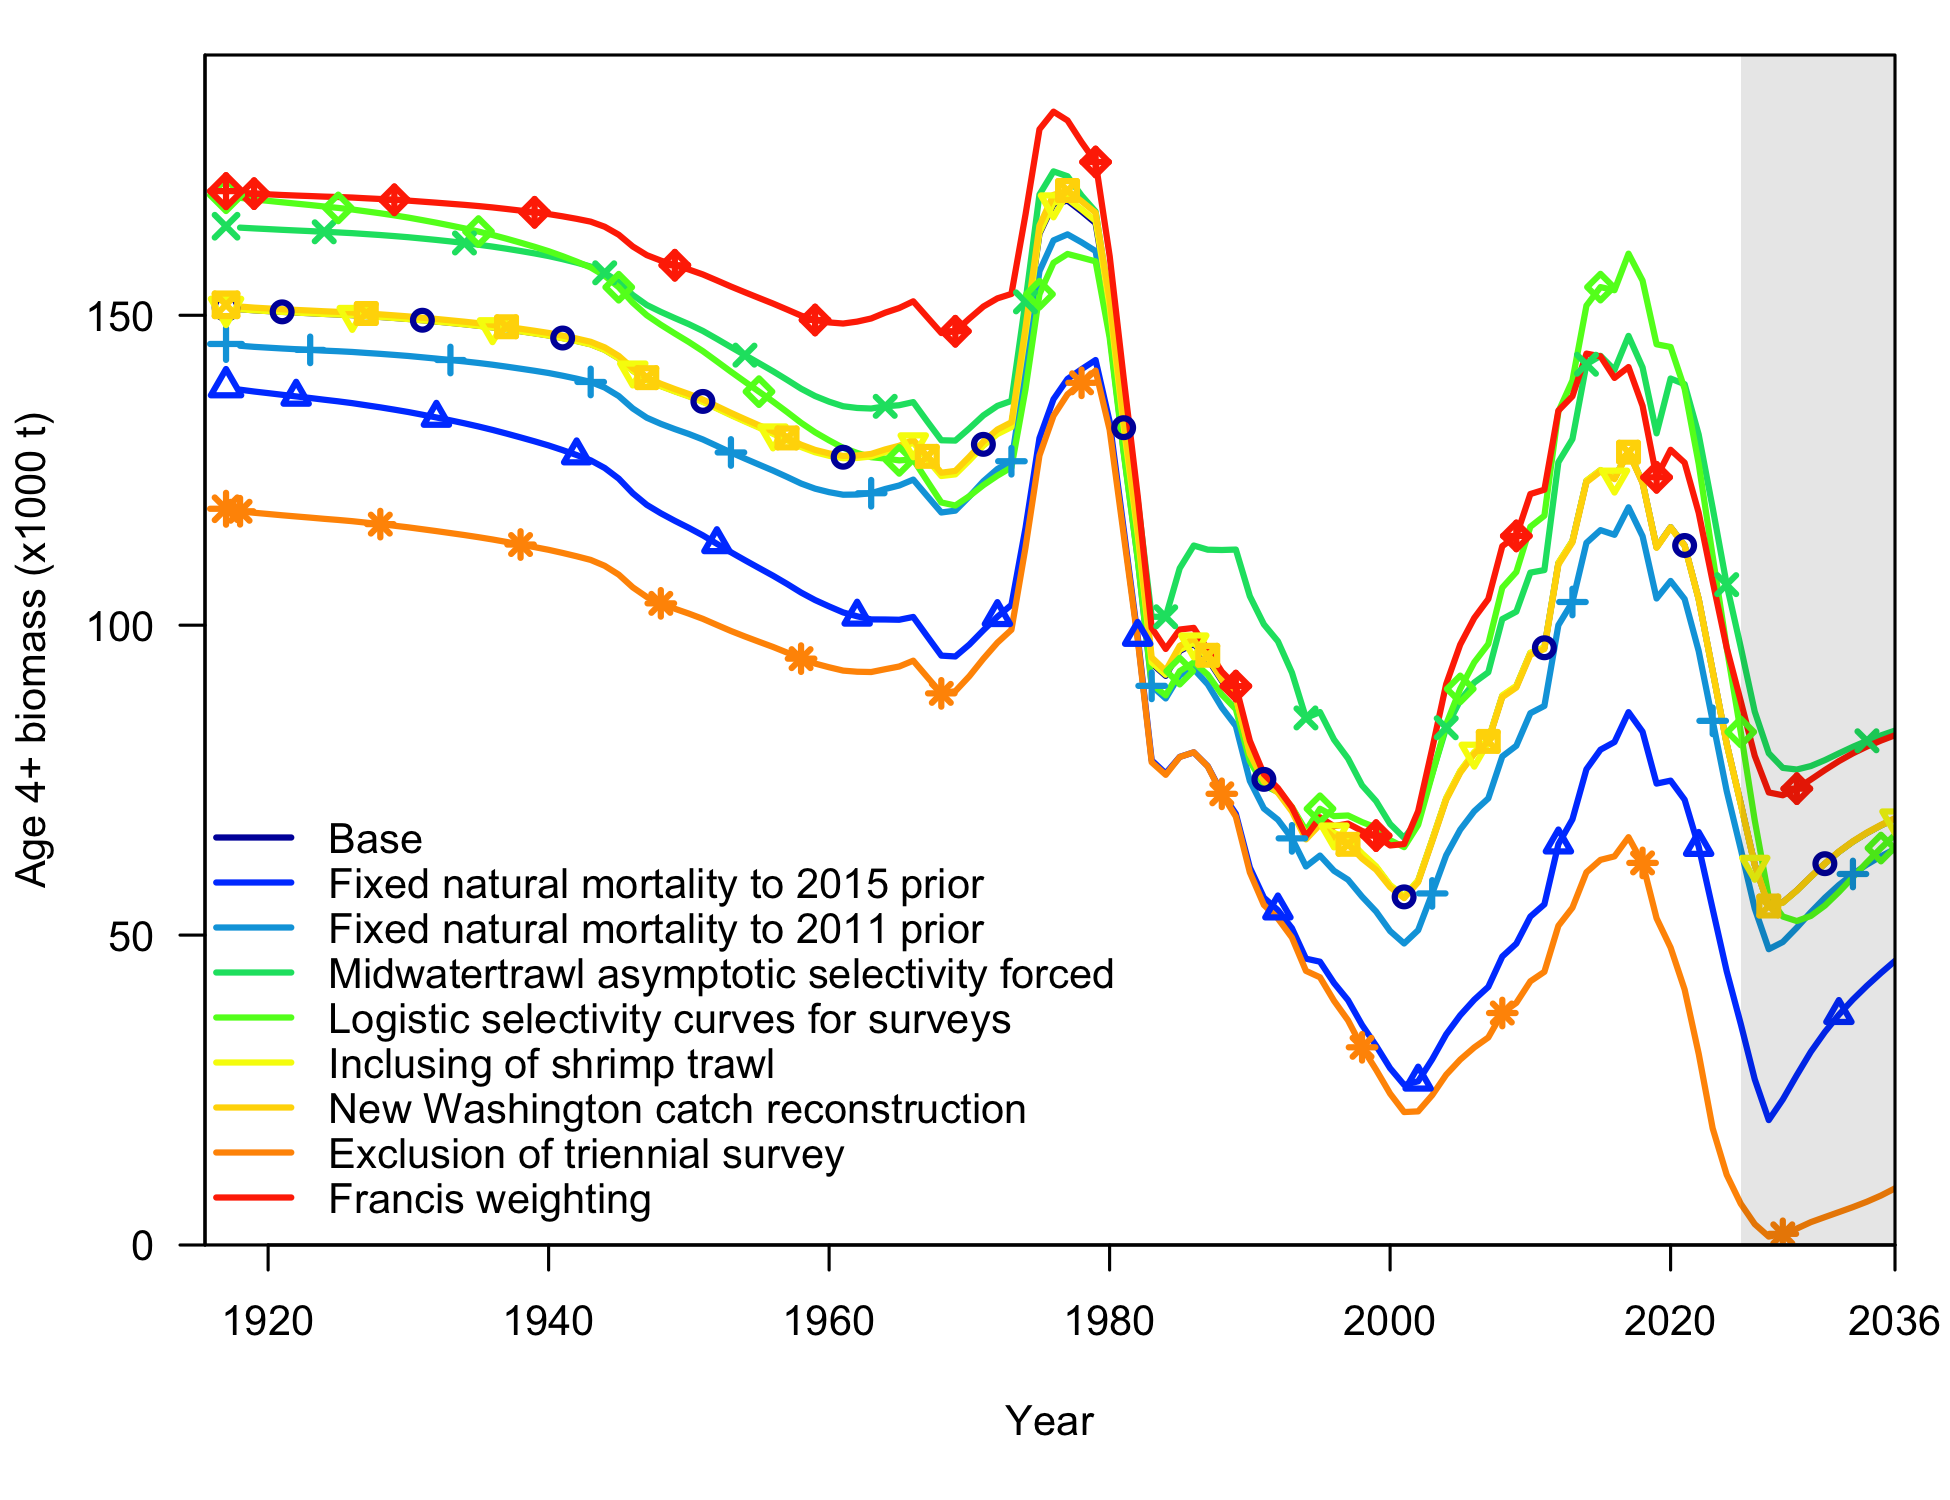 Age 4+ biomass (x1000 t)
150
100
50
0
Base
Fixed natural mortality to 2015 prior
Fixed natural mortality to 2011 prior
Midwatertrawl asymptotic selectivity forced
Logistic selectivity curves for surveys
Inclusing of shrimp trawl
New Washington catch reconstruction
Exclusion of triennial survey
Francis weighting
1920 1940 1960 1980 2000 2020 2036
Year